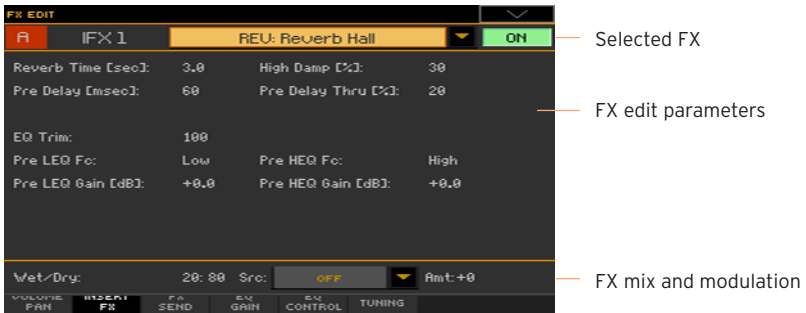 FX EDIT
A IFX1 REV: Reverb Hall ON
Selected FX
Reverb Time [sec]: 3.0 High Damp [%]: 30
Pre Delay [msec]: 60 Pre Delay Thru [%]: 20
FX edit parameters
EQ Trim: 100
Pre LEQ Fc: Low Pre HEQ Fc: High
Pre LEQ Gain [dB]: +0.0 Pre HEQ Gain [dB]: +0.0
Wet/Dry: 20: 80 Src: OFF Amt:+0
FX mix and modulation
VOLUME INSERT FX EQ EQ
PAN FX SEND GAIN CONTROL TUNING